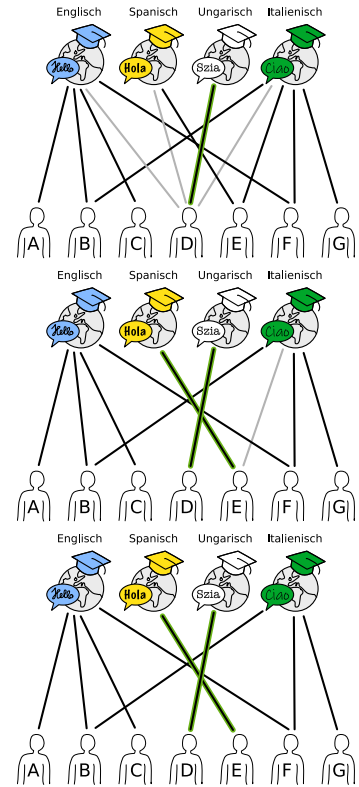 Englisch Spanisch Ungarisch Italienisch
Hello Hola Szia Ciao
A B C D E F G
Englisch Spanisch Ungarisch Italienisch
Hello Hola Szia Ciao
A B C D E F G
Englisch Spanisch Ungarisch Italienisch
Hello Hola Szia Ciao
A B C D E F G